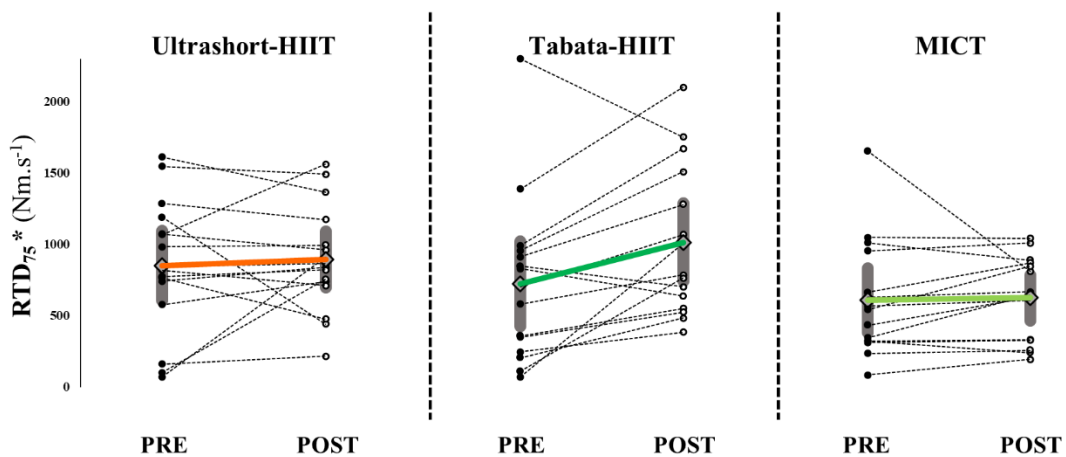 Ultrashort-HIIT
Tabata-HIIT
MICT
RTD75 * (Nm.s-1)
2000
1500
1000
500
0
PRE
POST
PRE
POST
PRE
POST